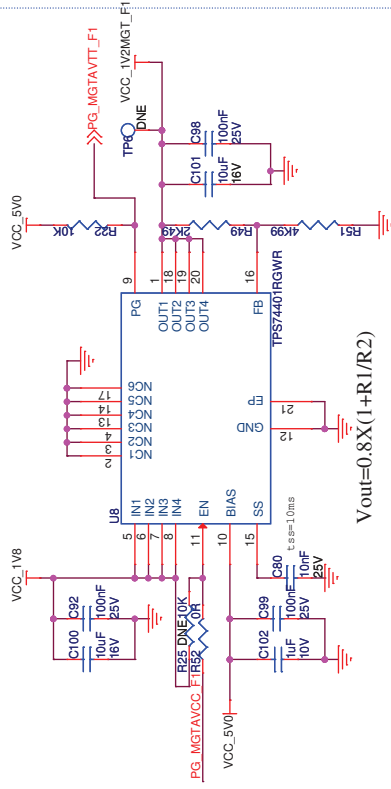 VCC_5V0
PG_MGTAVTT_F1
VCC_1V2MGT_F1
TP6
DNE
R22
10K
C98
100nF
25V
C101
10uF
16V
2K49
R49
4K99
R51
VCC_1V8
C92
100nF
25V
C100
10uF
16V
U8
TPS74401RGWR
5
IN1
6
IN2
7
IN3
8
IN4
11
EN
10
BIAS
15
SS
2
NC1
3
NC2
4
NC3
13
NC4
14
NC5
17
NC6
9
PG
1
OUT1
18
OUT2
19
OUT3
20
OUT4
16
FB
12
GND
21
EP
R25
DNE
10K
R52
0R
PG_MGTAVCC_F1
VCC_5V0
C80
10nF
25V
tss=10ms
C99
100nF
25V
C102
1uF
10V
Vout=0.8X(1+R1/R2)